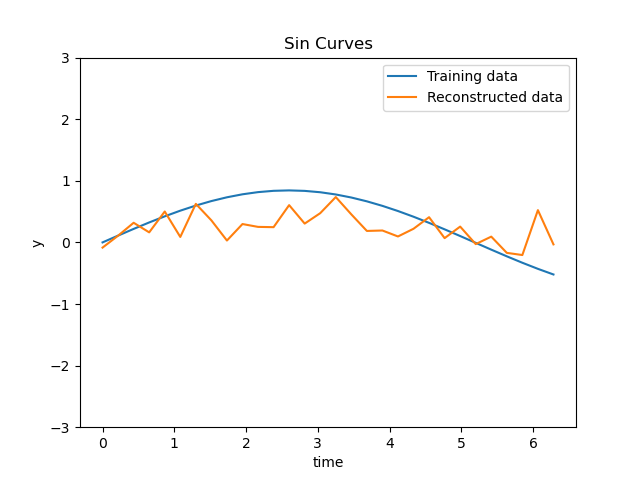 Sin Curves
Training data
Reconstructed data
3
2
1
0
−1
−2
−3
y
0 1 2 3 4 5 6
time